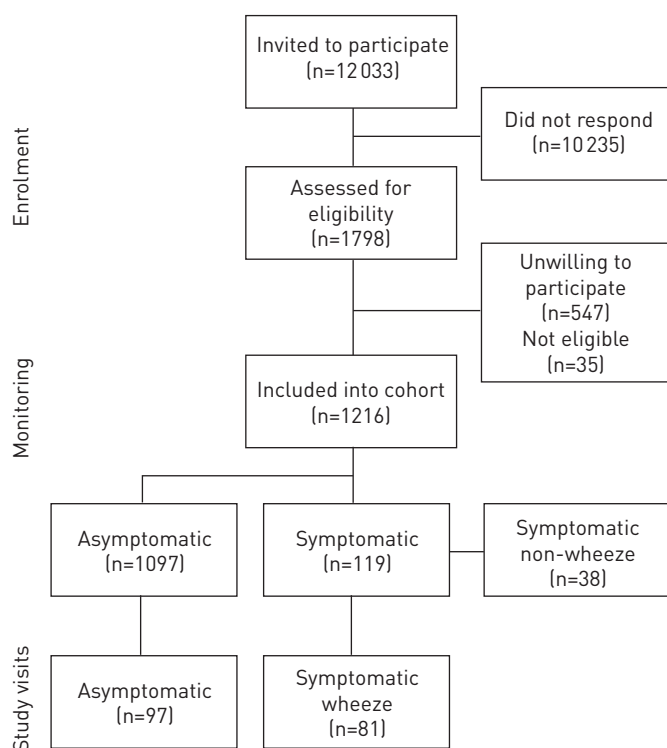 Invited to participate
(n=12 033)
Did not respond
(n=10 235)
Enrolment
Assessed for
eligibility
(n=1798)
Unwilling to
participate
(n=547)
Not eligible
(n=35)
Monitoring
Included into cohort
(n=1216)
Asymptomatic
(n=1097)
Symptomatic
(n=119)
Symptomatic
non-wheeze
(n=38)
Study visits
Asymptomatic
(n=97)
Symptomatic
wheeze
(n=81)